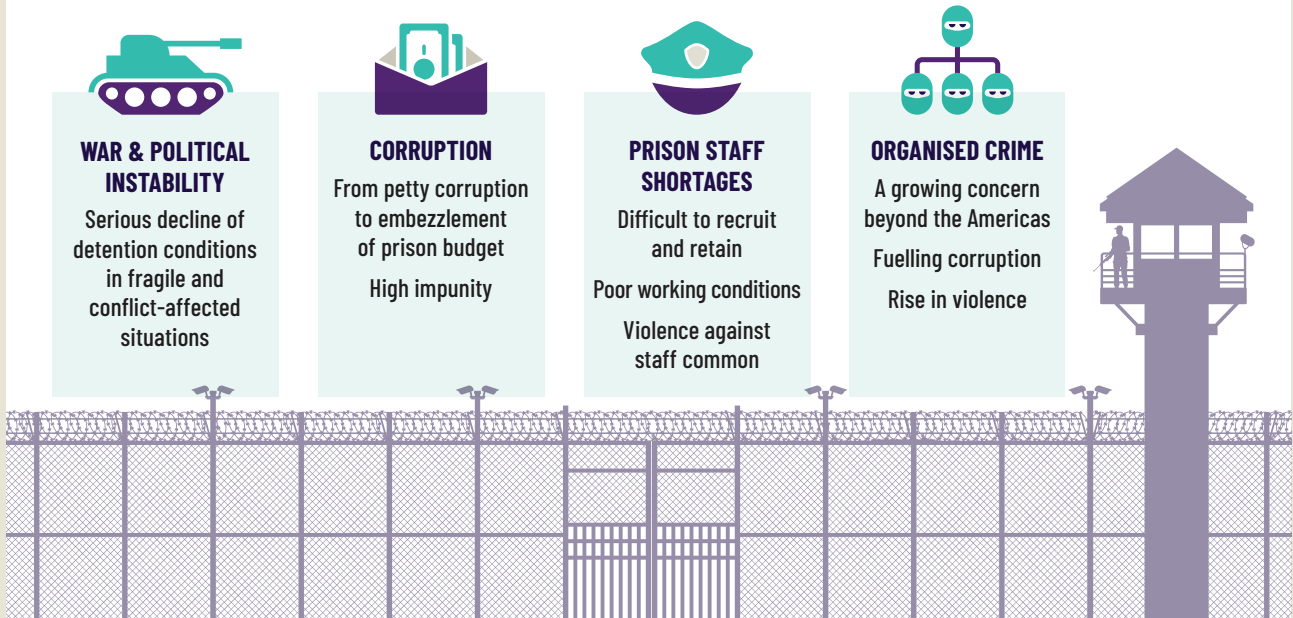 WAR & POLITICAL
INSTABILITY
Serious decline of
detention conditions
in fragile and
conflict-affected
situations
CORRUPTION
From petty corruption
to embezzlement
of prison budget
High impunity
PRISON STAFF
SHORTAGES
Difficult to recruit
and retain
Poor working conditions
Violence against
staff common
ORGANISED CRIME
A growing concern
beyond the Americas
Fuelling corruption
Rise in violence